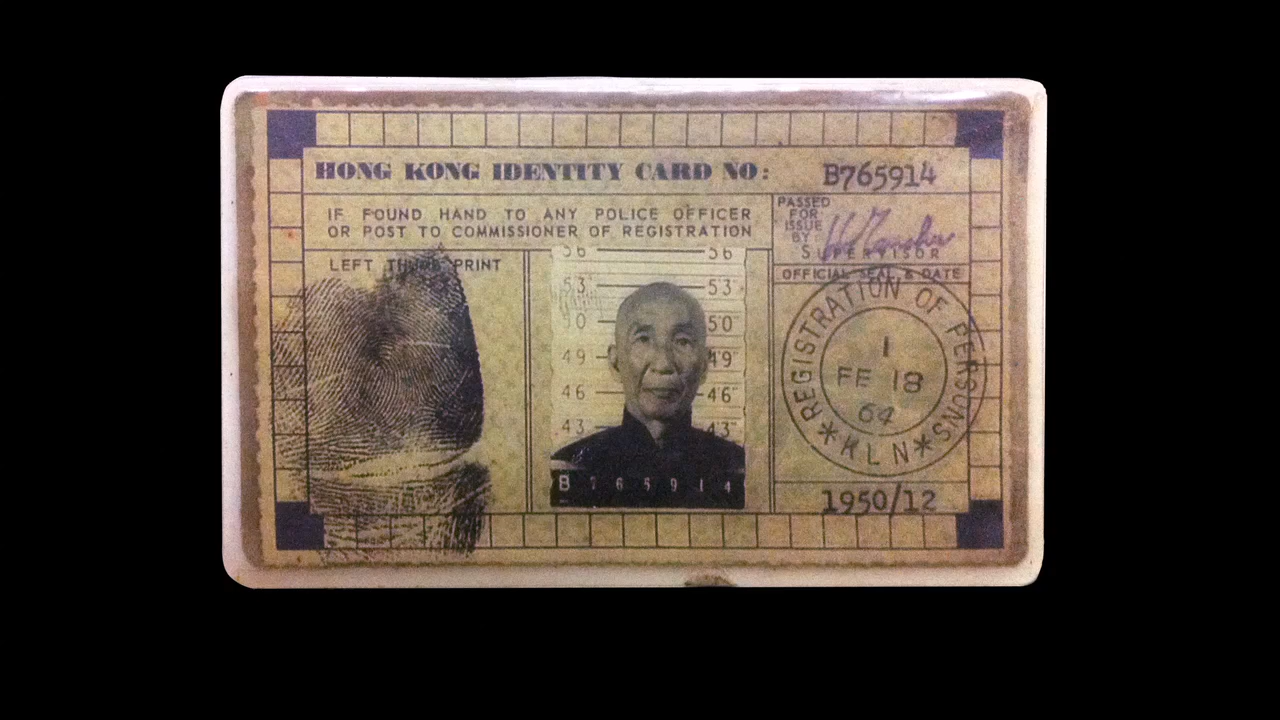 HONG KONG IDENTITY CARD NO: B765914
IF FOUND HAND TO ANY POLICE OFFICER
OR POST TO COMMISSIONER OF REGISTRATION
PASSED
FOR
ISSUE
BY:
SUPERVISOR
LEFT THUMB PRINT
56 56
53 53
50 50
49 49
46 46
43 43
B 765914
OFFICIAL SEAL & DATE
REGISTRATION OF PERSONS
1
FE 18
64
* KLN *
1950/12